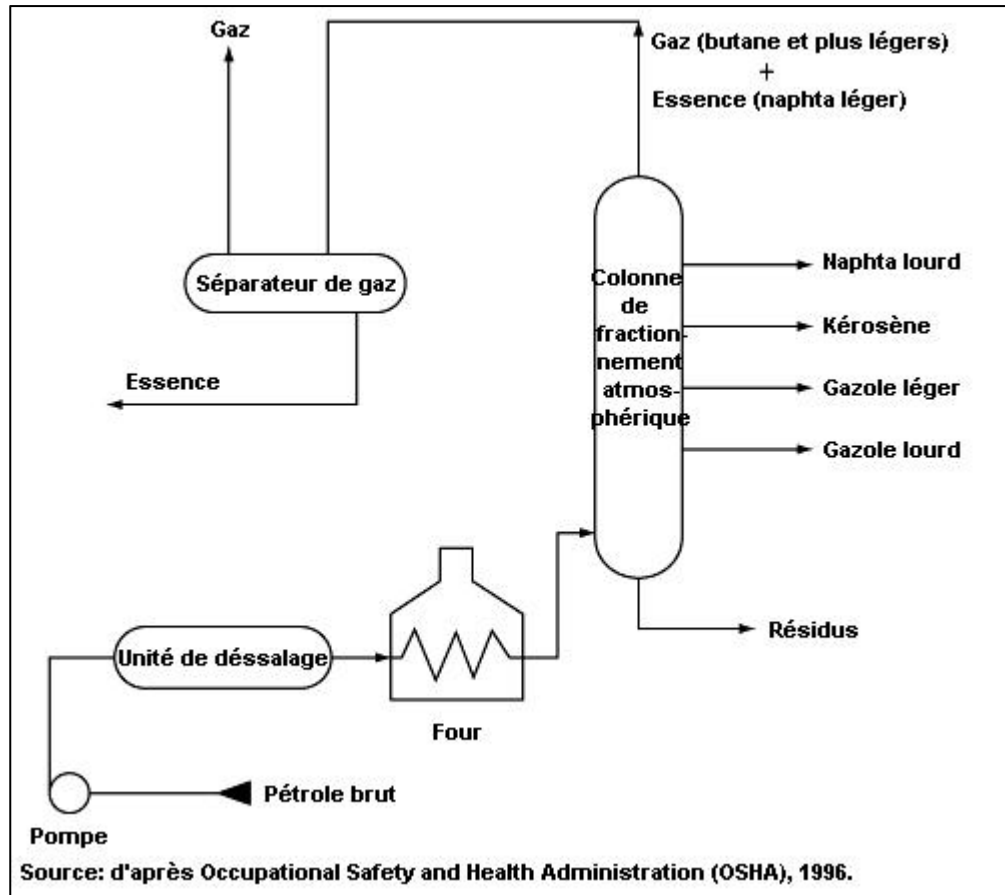 Gaz
Gaz (butane et plus légers)
+
Essence (naphta léger)
Séparateur de gaz
Essence
Colonne
de
fraction-
nement
atmos-
phérique
Naphta lourd
Kérosène
Gazole léger
Gazole lourd
Résidus
Unité de déssalage
Four
Pétrole brut
Pompe
Source: d'après Occupational Safety and Health Administration (OSHA), 1996.